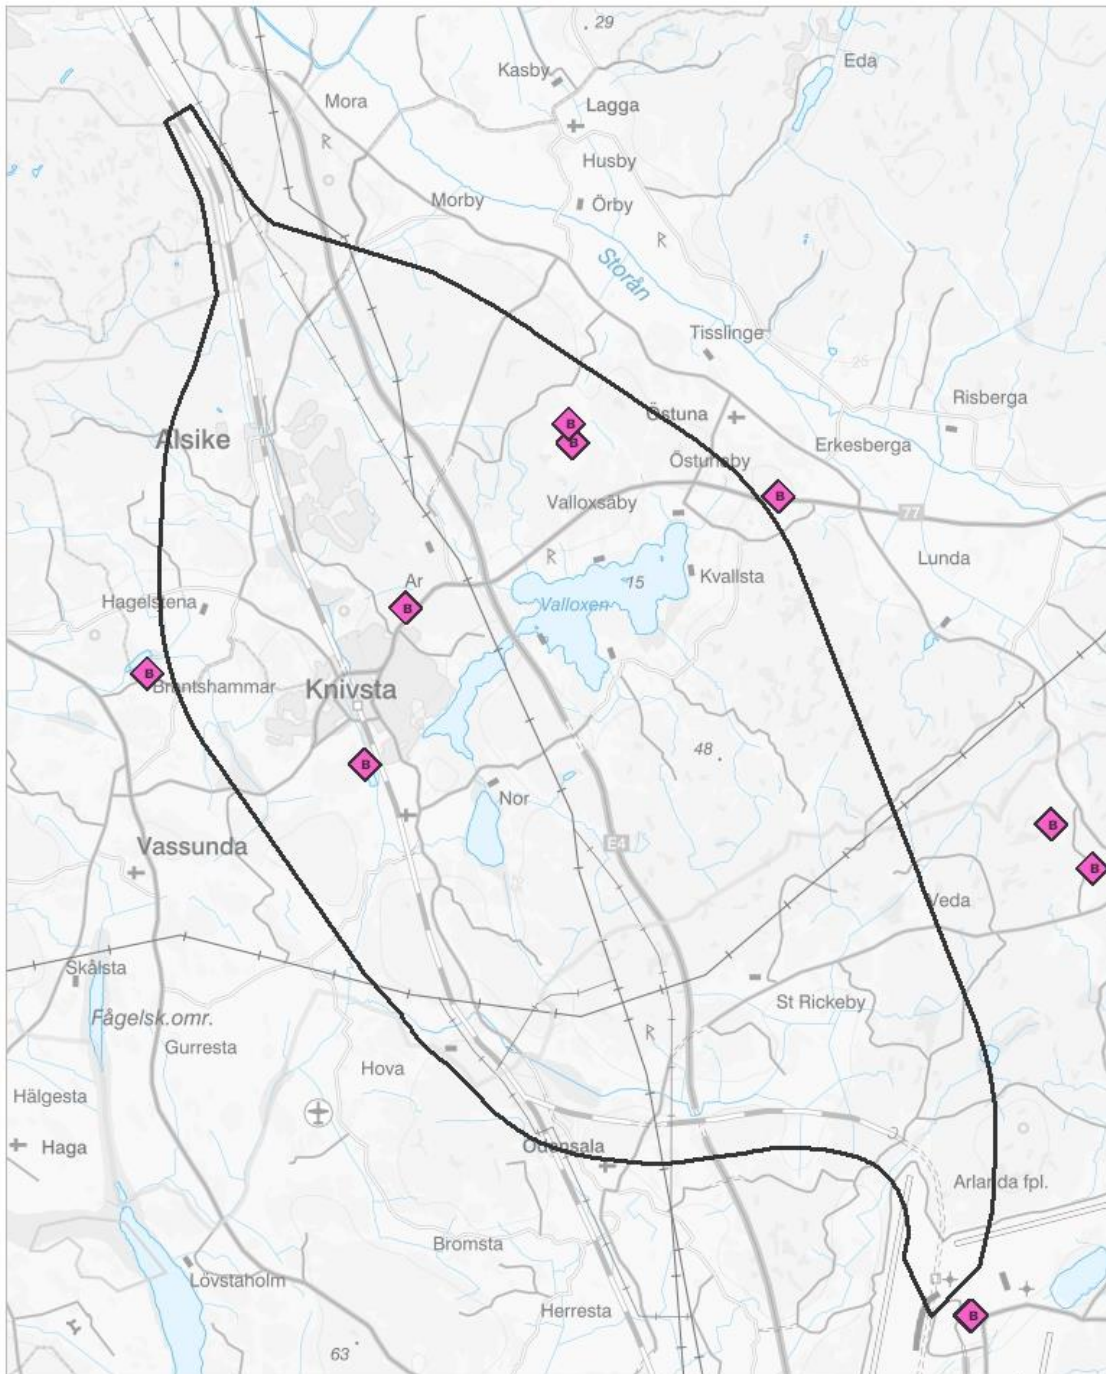 29
Kasby
Eda
Mora
Lagga
R
Husby
Morby
Örby
R
Storån
Tisslinge
26
Risberga
Östuna
Alsike
B
Erkesberga
B
Östunaby
Valloxsäby
B
77
R
Lunda
Ar
15
Kvallsta
Hagelstena
B
Valloxen
B
Brantshammar
Knivsta
48
B
Nor
B
E4
Vassunda
B
Veda
Skålsta
St Rickeby
Fågelsk.omr.
R
Gurresta
Hova
Hälgesta
Haga
Odensala
Arlanda fpl.
Bromsta
Lövstaholm
Herresta
B
63